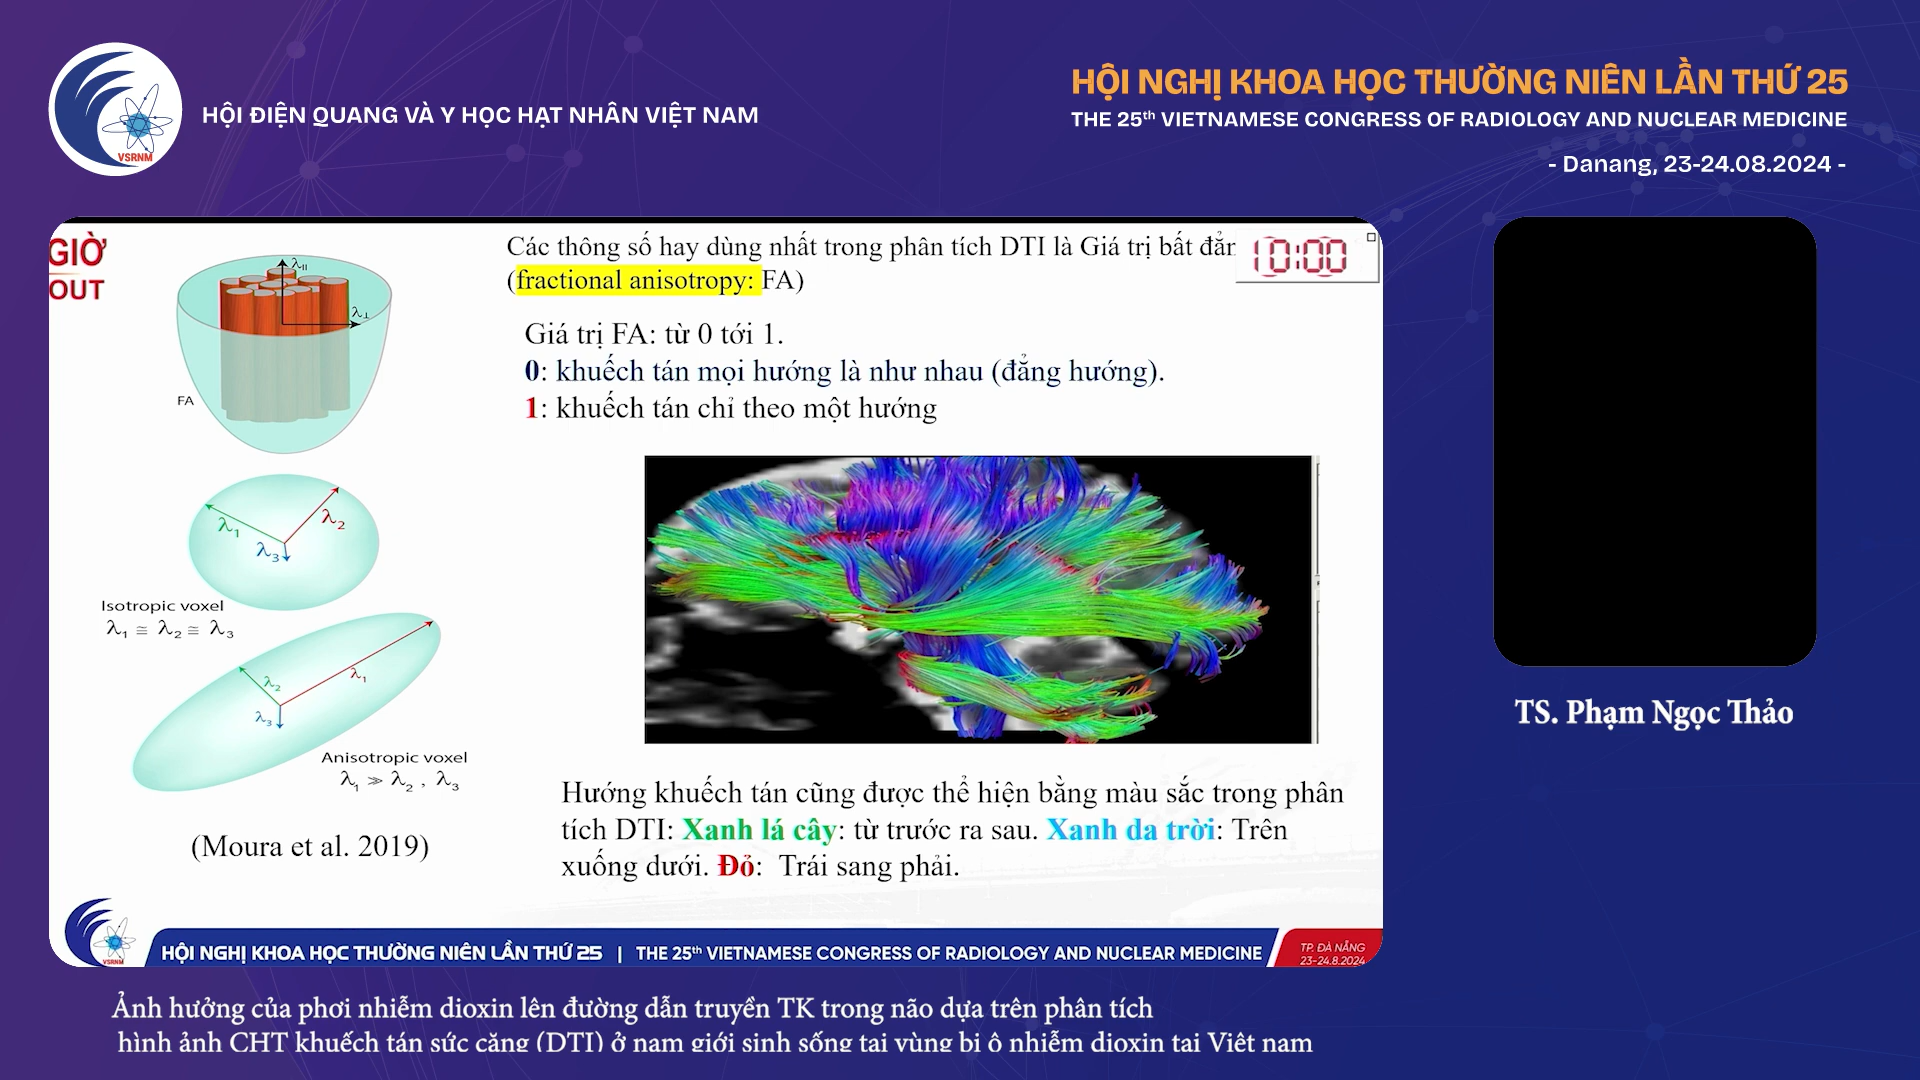 VSRNM
HỘI ĐIỆN QUANG VÀ Y HỌC HẠT NHÂN VIỆT NAM
HỘI NGHỊ KHOA HỌC THƯỜNG NIÊN LẦN THỨ 25
THE 25th VIETNAMESE CONGRESS OF RADIOLOGY AND NUCLEAR MEDICINE
- Danang, 23-24.08.2024 -
GIỜ
OUT
Các thông số hay dùng nhất trong phân tích DTI là Giá trị bất đẳn
(fractional anisotropy: FA)
10:00
Giá trị FA: từ 0 tới 1.
0: khuếch tán mọi hướng là như nhau (đẳng hướng).
1: khuếch tán chỉ theo một hướng
λ||
λ⊥
FA
λ1
λ2
λ3
Isotropic voxel
λ1 ≅ λ2 ≅ λ3
λ2
λ1
λ3
Anisotropic voxel
λ1 >> λ2 , λ3
(Moura et al. 2019)
Hướng khuếch tán cũng được thể hiện bằng màu sắc trong phân
tích DTI: Xanh lá cây: từ trước ra sau. Xanh da trời: Trên
xuống dưới. Đỏ: Trái sang phải.
VSRNM
HỘI NGHỊ KHOA HỌC THƯỜNG NIÊN LẦN THỨ 25 | THE 25th VIETNAMESE CONGRESS OF RADIOLOGY AND NUCLEAR MEDICINE
TP. ĐÀ NẴNG
23-24.8.2024
TS. Phạm Ngọc Thảo
Ảnh hưởng của phơi nhiễm dioxin lên đường dẫn truyền TK trong não dựa trên phân tích
hình ảnh CHT khuếch tán sức căng (DTI) ở nam giới sinh sống tại vùng bị ô nhiễm dioxin tại Việt nam